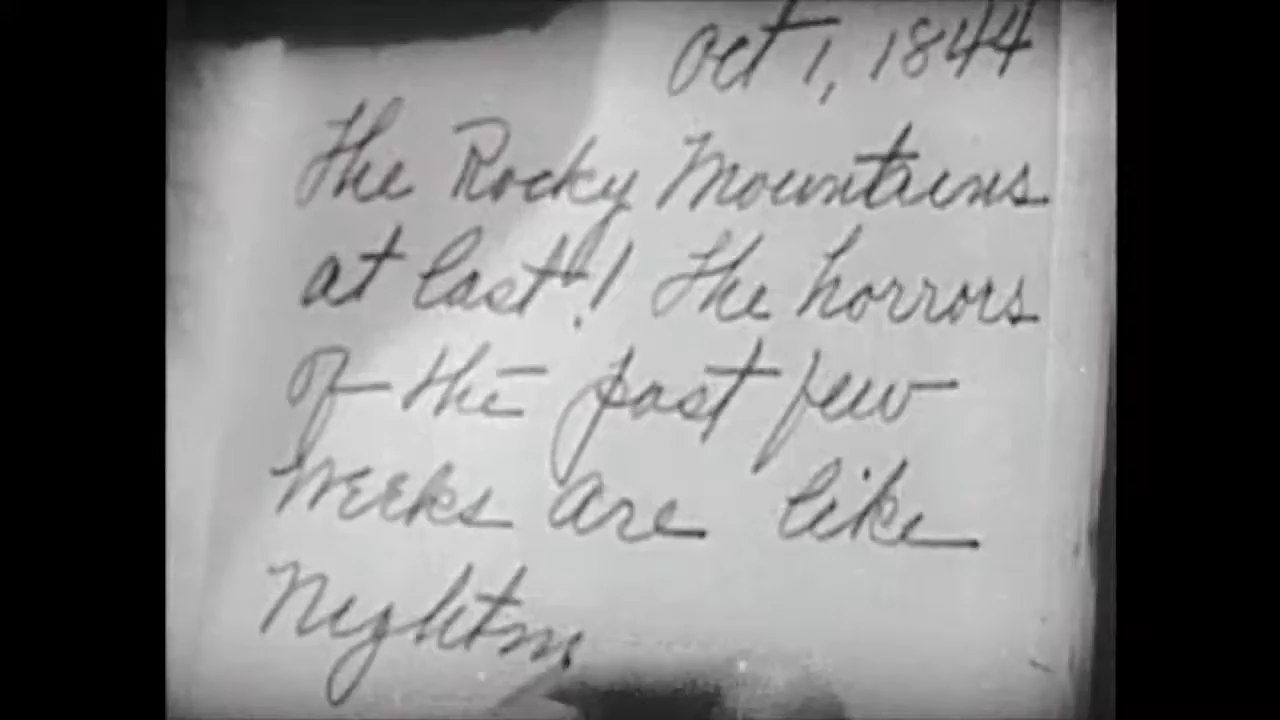 Oct 1, 1844
The Rocky Mountains
at last! The horrors
of the past few
weeks are like
Nightm